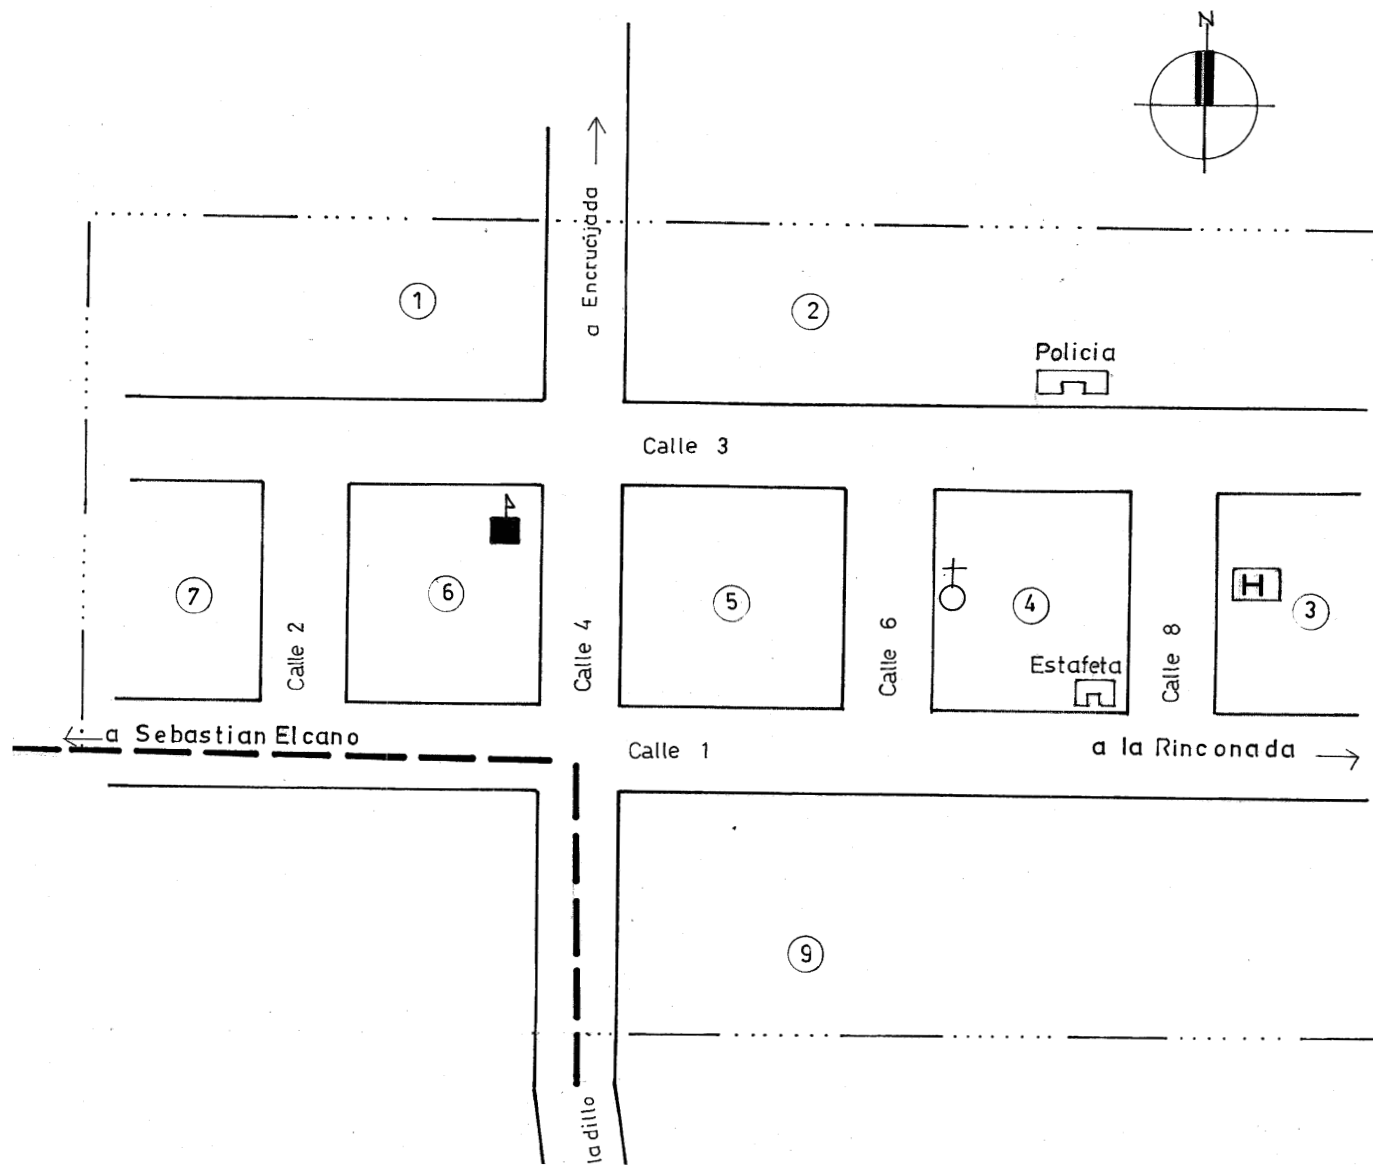 N
a Encrucijada
1
2
Policia
Calle 3
7
Calle 2
6
Calle 4
5
Calle 6
4
Estafeta
Calle 8
H
3
a Sebastian Elcano
Calle 1
a la Rinconada
9
ladillo